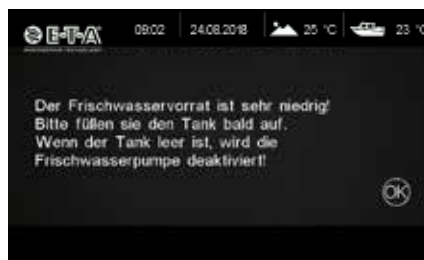 E-T-A 09:02 24.08.2018 25 °C 23 °C
Der Frischwasservorrat ist sehr niedrig!
Bitte füllen sie den Tank bald auf.
Wenn der Tank leer ist, wird die
Frischwasserpumpe deaktiviert!
OK